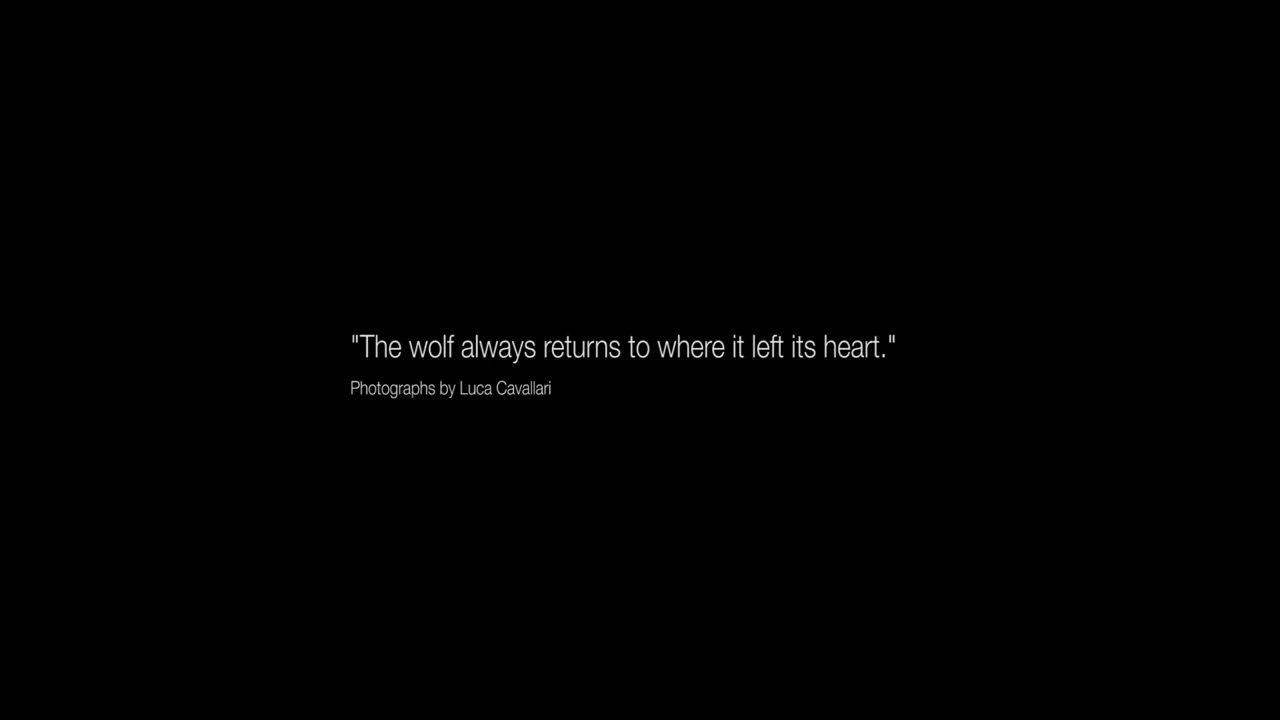 "The wolf always returns to where it left its heart."
Photographs by Luca Cavallari